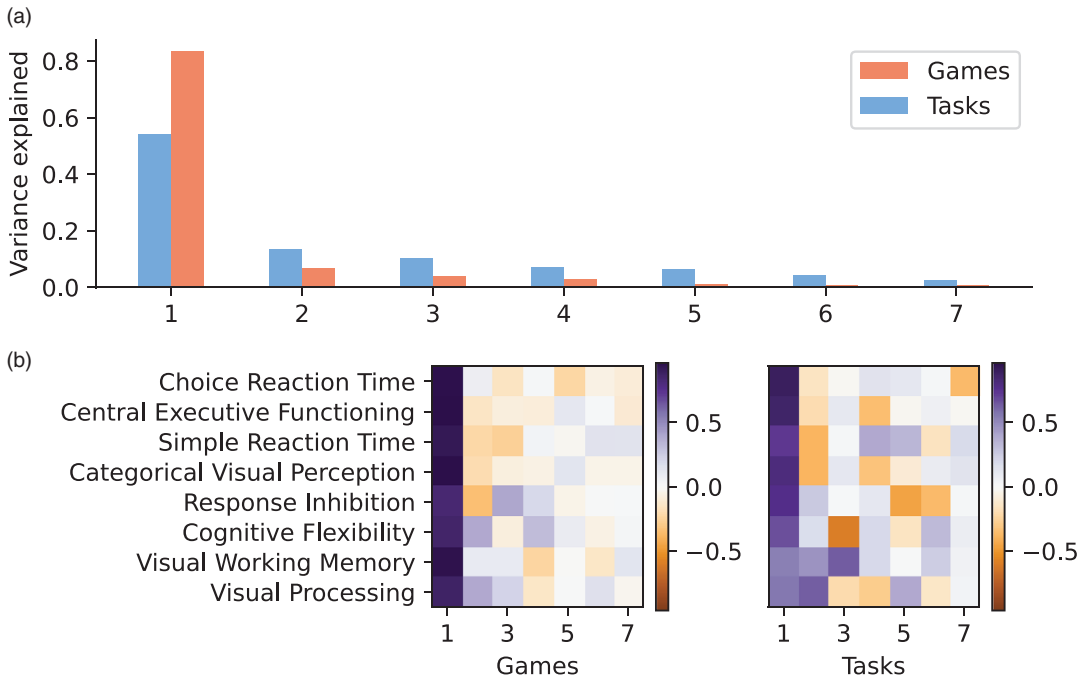 (a)
Variance explained
0.8
0.6
0.4
0.2
0.0
Games
Tasks
1 2 3 4 5 6 7
(b)
Choice Reaction Time
Central Executive Functioning
Simple Reaction Time
Categorical Visual Perception
Response Inhibition
Cognitive Flexibility
Visual Working Memory
Visual Processing
1 3 5 7
Games
0.5
0.0
−0.5
1 3 5 7
Tasks
0.5
0.0
−0.5